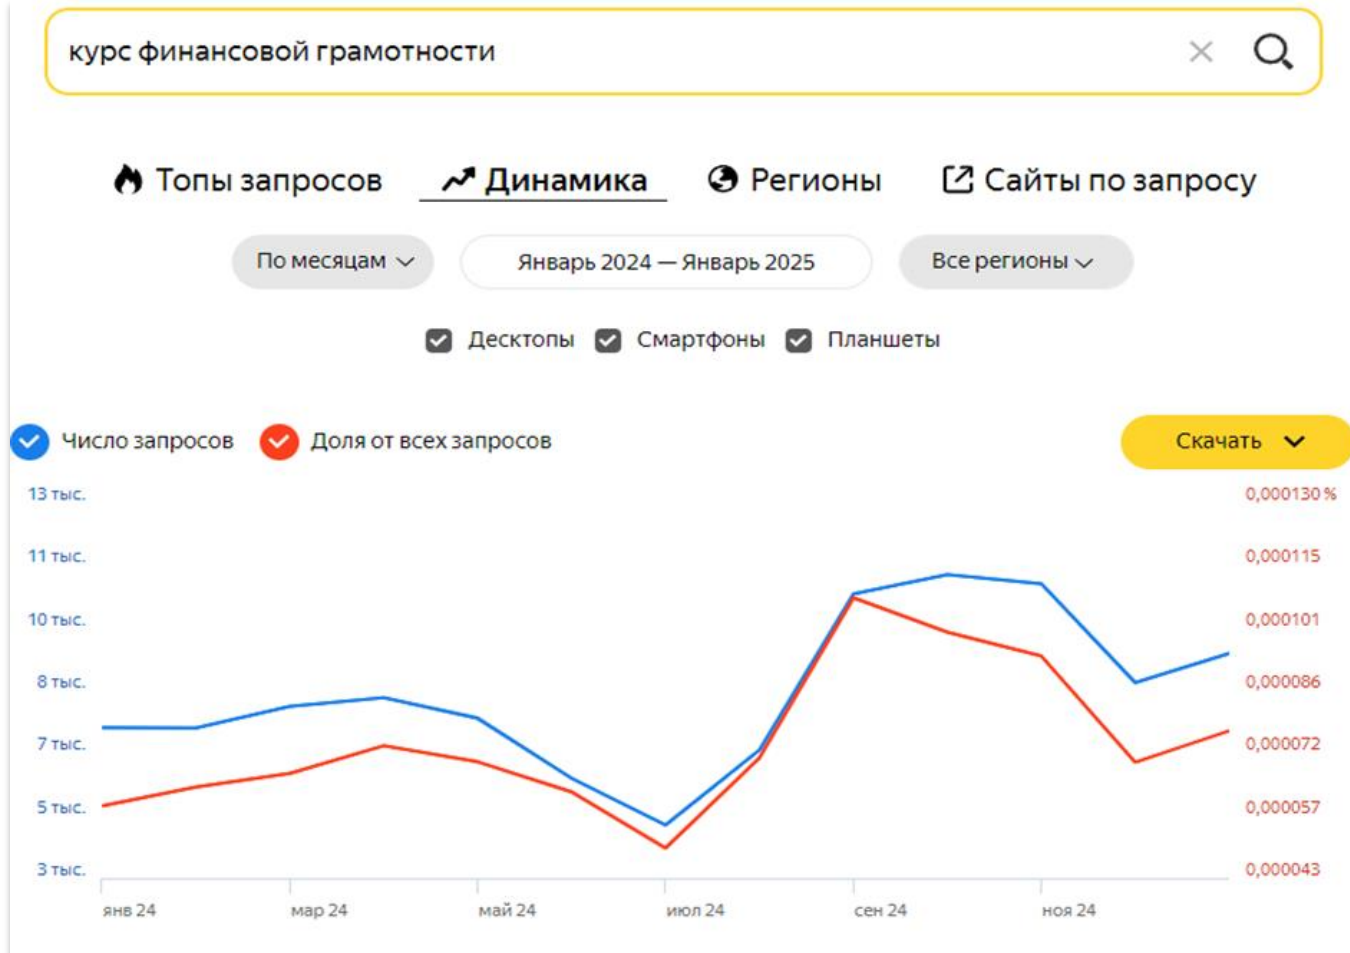 курс финансовой грамотности
Топы запросов Динамика Регионы Сайты по запросу
По месяцам Январь 2024 — Январь 2025 Все регионы
Десктопы Смартфоны Планшеты
Число запросов Доля от всех запросов Скачать
13 тыс. 0,000130 %
11 тыс. 0,000115
10 тыс. 0,000101
8 тыс. 0,000086
7 тыс. 0,000072
5 тыс. 0,000057
3 тыс. 0,000043
янв 24 мар 24 май 24 июл 24 сен 24 ноя 24